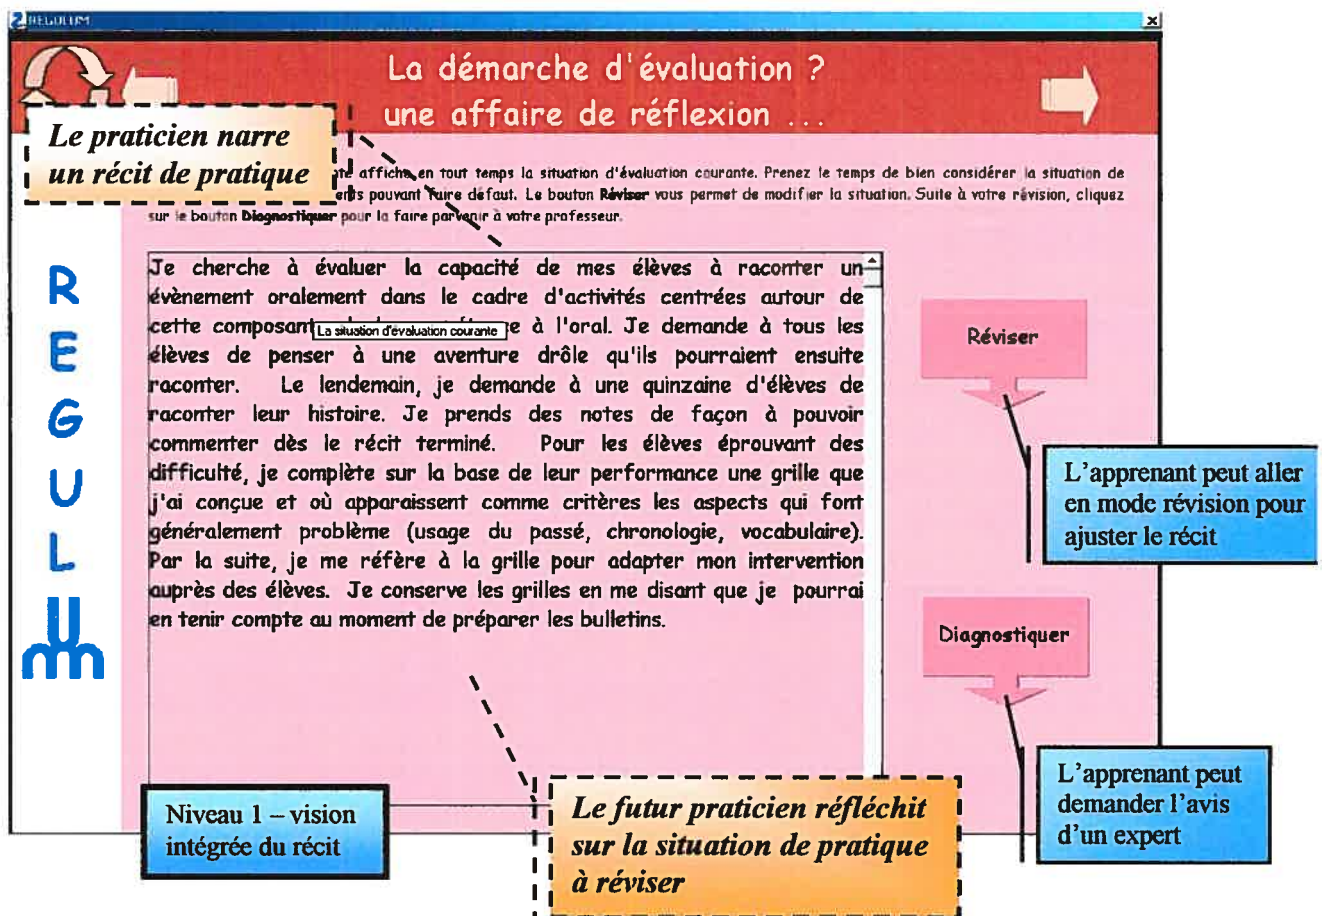 REGULUM
La démarche d'évaluation ?
une affaire de réflexion ...
Le praticien narre
un récit de pratique
affiche en tout temps la situation d'évaluation courante. Prenez le temps de bien considérer la situation de
pouvant faire défaut. Le bouton Réviser vous permet de modifier la situation. Suite à votre révision, cliquez
sur le bouton Diagnostiquer pour la faire parvenir à votre professeur.
REGULUM
Je cherche à évaluer la capacité de mes élèves à raconter un
évènement oralement dans le cadre d'activités centrées autour de
cette à l'oral. Je demande à tous les
La situation d'évaluation courante
élèves de penser à une aventure drôle qu'ils pourraient ensuite
raconter. Le lendemain, je demande à une quinzaine d'élèves de
raconter leur histoire. Je prends des notes de façon à pouvoir
commenter dès le récit terminé. Pour les élèves éprouvant des
difficulté, je complète sur la base de leur performance une grille que
j'ai conçue et où apparaissent comme critères les aspects qui font
généralement problème (usage du passé, chronologie, vocabulaire).
Par la suite, je me réfère à la grille pour adapter mon intervention
auprès des élèves. Je conserve les grilles en me disant que je pourrai
en tenir compte au moment de préparer les bulletins.
Réviser
L'apprenant peut aller
en mode révision pour
ajuster le récit
Diagnostiquer
L'apprenant peut
demander l'avis
d'un expert
Niveau 1 – vision
intégrée du récit
Le futur praticien réfléchit
sur la situation de pratique
à réviser